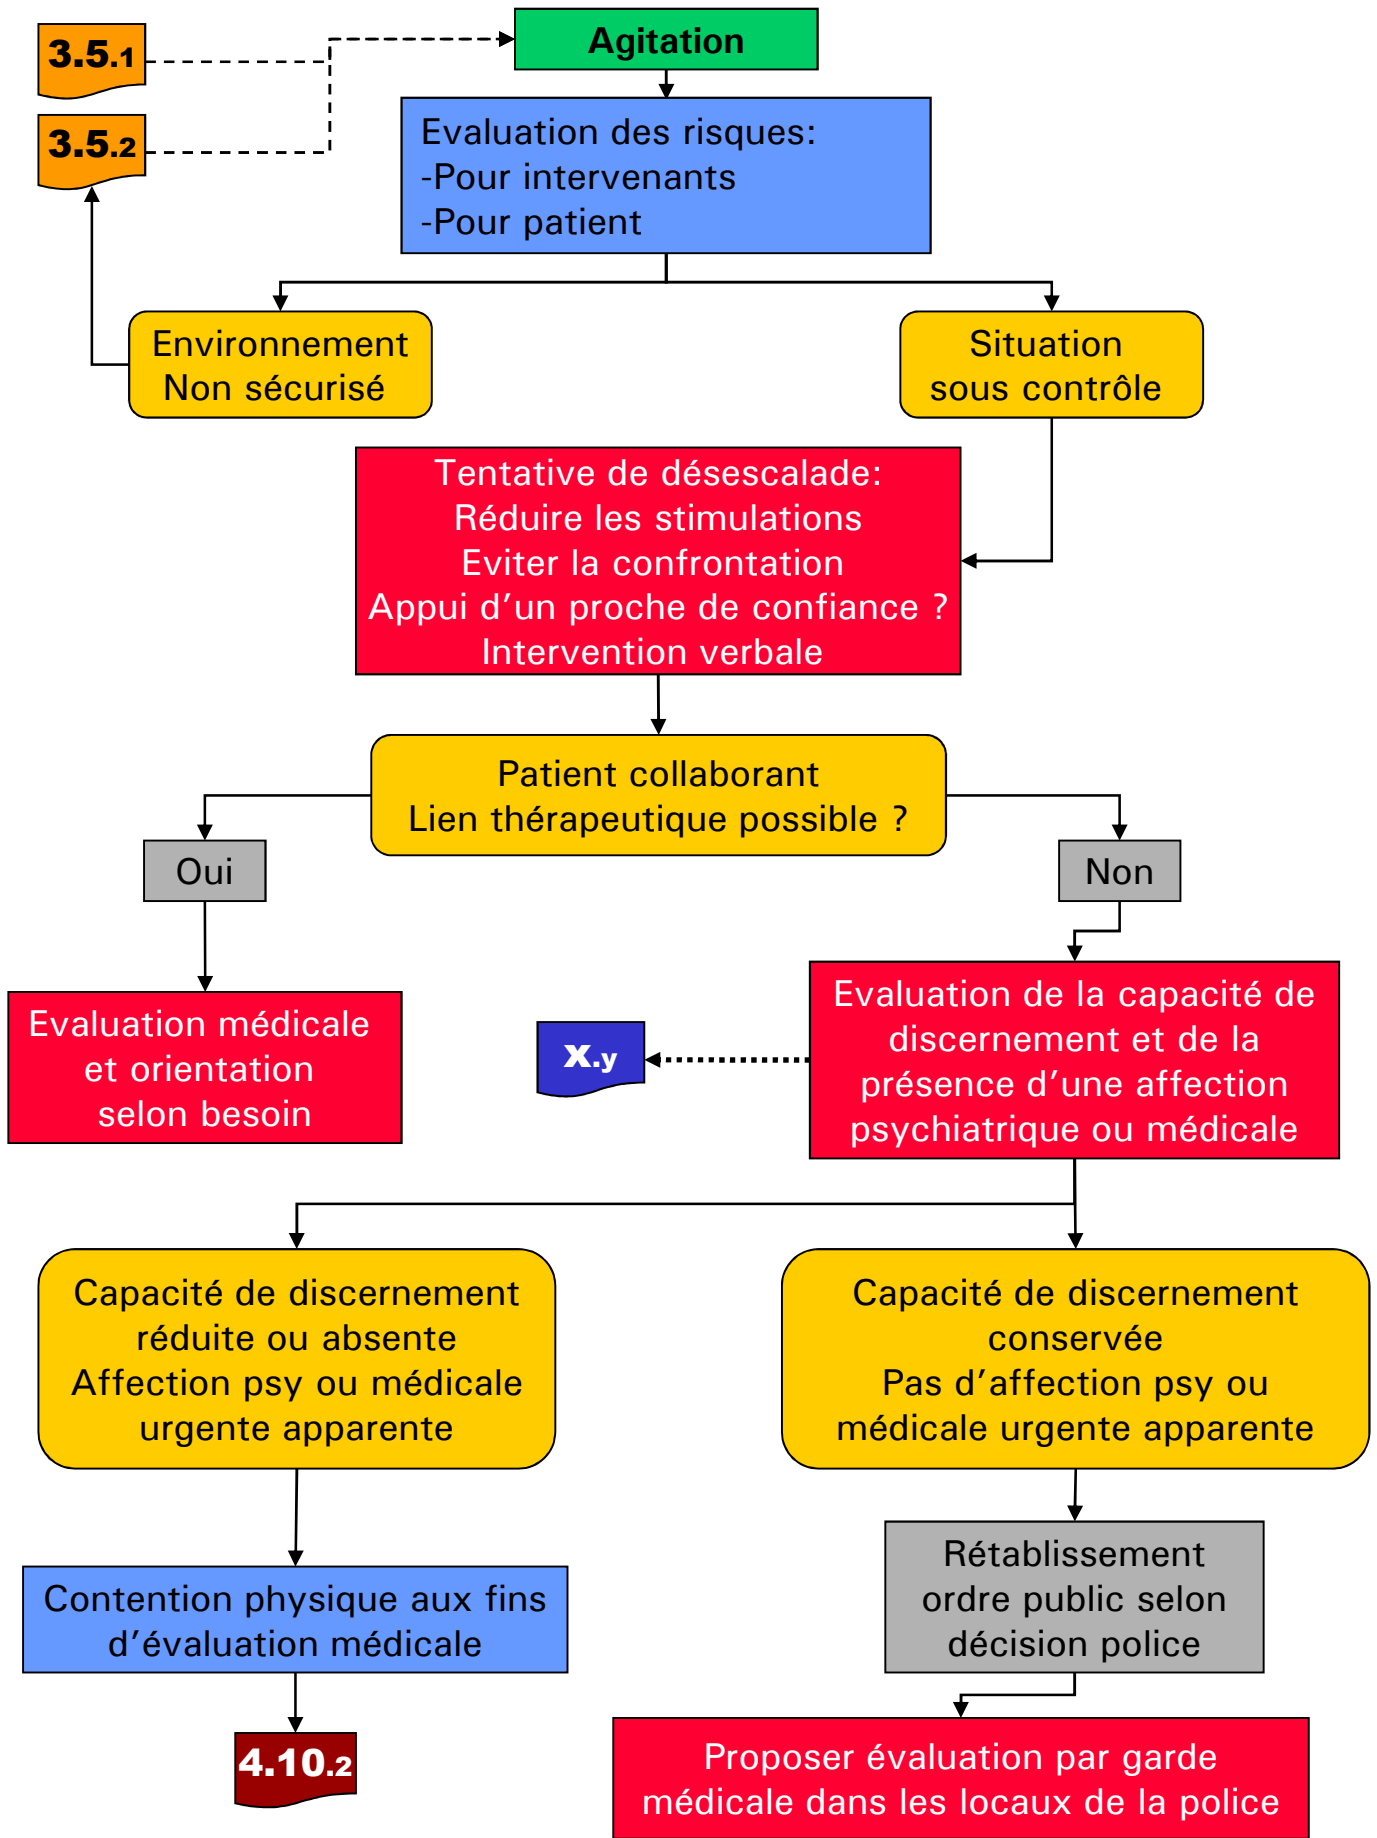 3.5.1
Agitation
3.5.2
Evaluation des risques:
-Pour intervenants
-Pour patient
Environnement
Non sécurisé
Situation
sous contrôle
Tentative de désescalade:
Réduire les stimulations
Eviter la confrontation
Appui d’un proche de confiance ?
Intervention verbale
Patient collaborant
Lien thérapeutique possible ?
Oui
Non
Evaluation médicale
et orientation
selon besoin
x.y
Evaluation de la capacité de
discernement et de la
présence d’une affection
psychiatrique ou médicale
Capacité de discernement
réduite ou absente
Affection psy ou médicale
urgente apparente
Capacité de discernement
conservée
Pas d’affection psy ou
médicale urgente apparente
Contention physique aux fins
d’évaluation médicale
Rétablissement
ordre public selon
décision police
4.10.2
Proposer évaluation par garde
médicale dans les locaux de la police